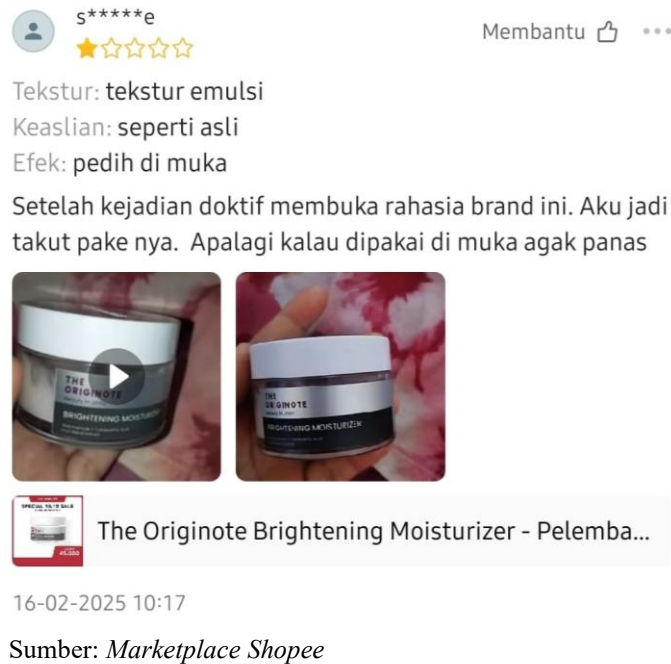 s*****e
Membantu
Tekstur: tekstur emulsi
Keaslian: seperti asli
Efek: pedih di muka
Setelah kejadian doktif membuka rahasia brand ini. Aku jadi
takut pake nya. Apalagi kalau dipakai di muka agak panas
THE
ORIGINOTE
BRIGHTENING MOISTURIZER
THE
ORIGINOTE
BRIGHTENING MOISTURIZER
The Originote Brightening Moisturizer - Pelemba...
16-02-2025 10:17
Sumber: Marketplace Shopee